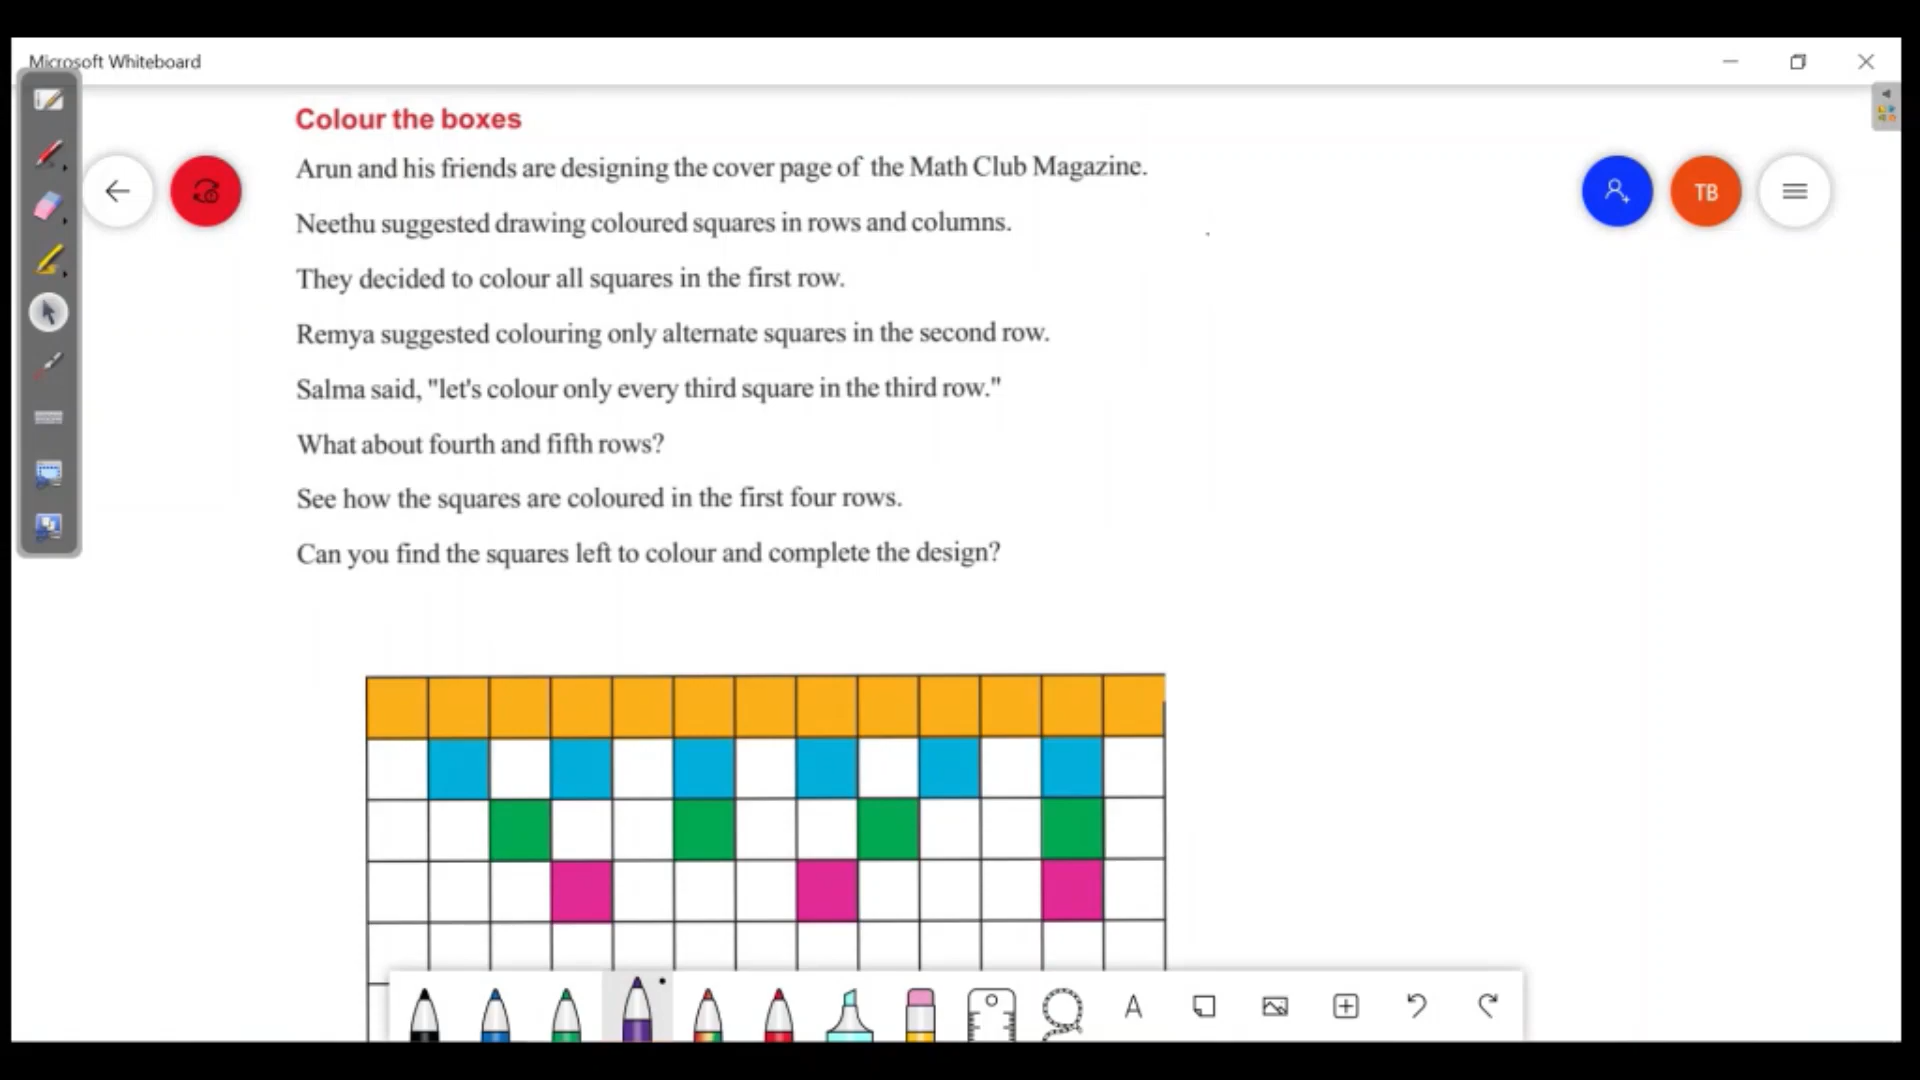 Microsoft Whiteboard
Colour the boxes
Arun and his friends are designing the cover page of the Math Club Magazine.
TB
Neethu suggested drawing coloured squares in rows and columns.
They decided to colour all squares in the first row.
Remya suggested colouring only alternate squares in the second row.
Salma said, "let's colour only every third square in the third row."
What about fourth and fifth rows?
See how the squares are coloured in the first four rows.
Can you find the squares left to colour and complete the design?